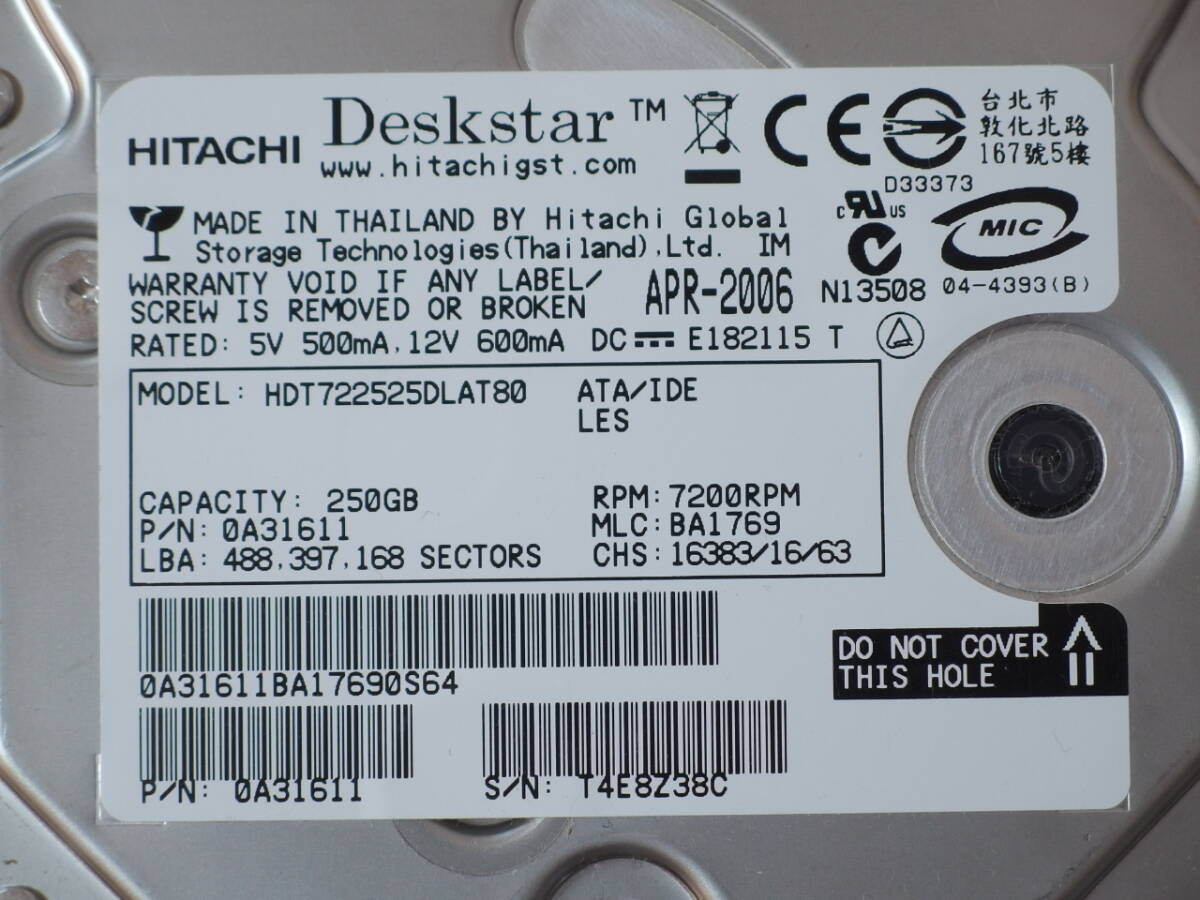 HITACHI Deskstar™
www.hitachigst.com
台北市
敦化北路
167號5樓
D33373
MADE IN THAILAND BY Hitachi Global
Storage Technologies(Thailand),Ltd. IM
c RU US
MIC
WARRANTY VOID IF ANY LABEL/
SCREW IS REMOVED OR BROKEN
APR-2006
N13508
04-4393(B)
RATED: 5V 500mA,12V 600mA DC E182115 T
MODEL: HDT722525DLAT80 ATA/IDE
LES
CAPACITY: 250GB RPM:7200RPM
P/N: 0A31611 MLC:BA1769
LBA: 488,397,168 SECTORS CHS:16383/16/63
0A31611BA17690S64
DO NOT COVER
THIS HOLE
P/N: 0A31611 S/N: T4E8Z38C